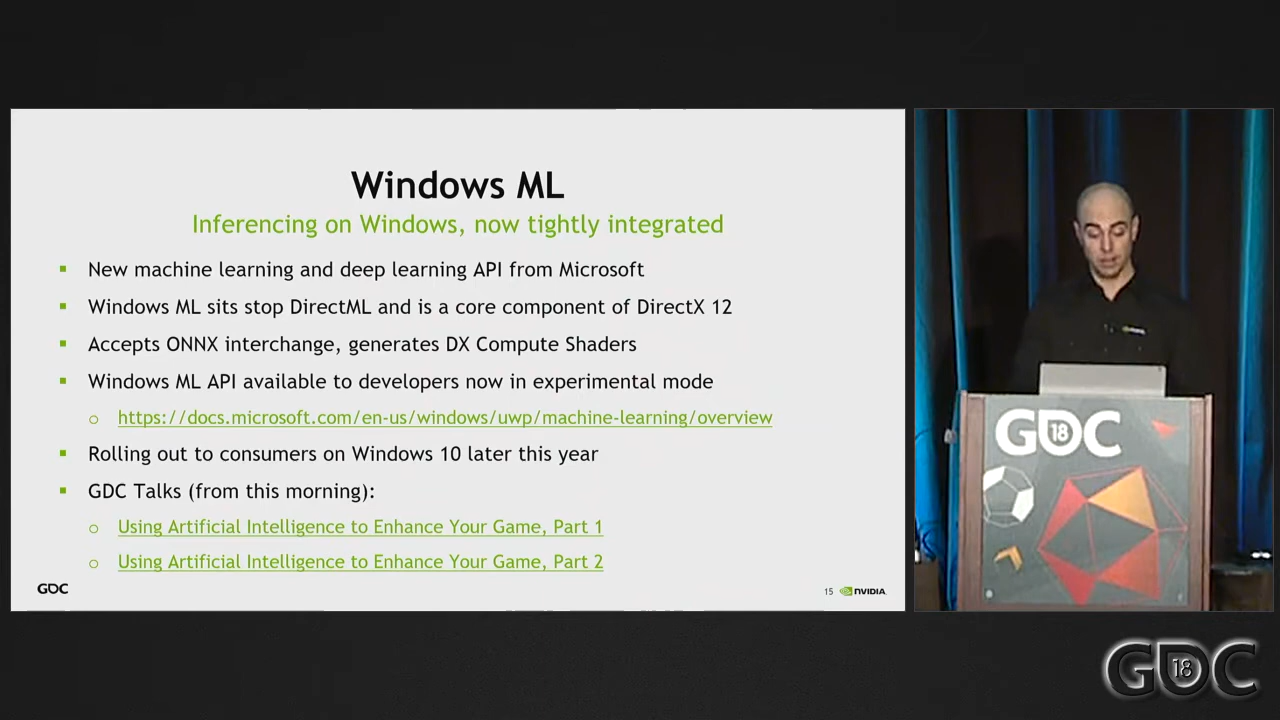 Windows ML
Inferencing on Windows, now tightly integrated
New machine learning and deep learning API from Microsoft
Windows ML sits stop DirectML and is a core component of DirectX 12
Accepts ONNX interchange, generates DX Compute Shaders
Windows ML API available to developers now in experimental mode
https://docs.microsoft.com/en-us/windows/uwp/machine-learning/overview
Rolling out to consumers on Windows 10 later this year
GDC Talks (from this morning):
Using Artificial Intelligence to Enhance Your Game, Part 1
Using Artificial Intelligence to Enhance Your Game, Part 2
GDC
15 NVIDIA
GDC 18
GDC 18